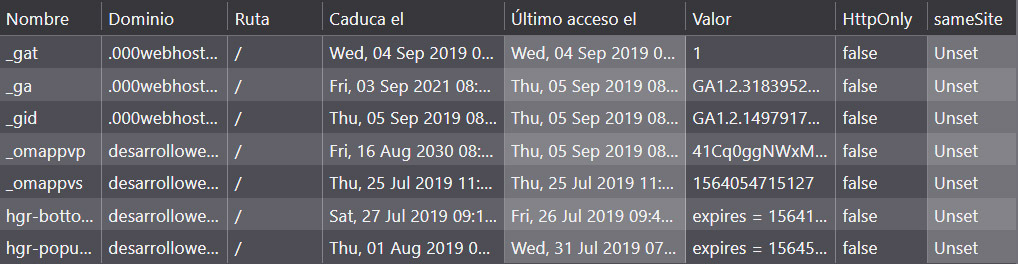 Nombre Dominio Ruta Caduca el Último acceso el Valor HttpOnly sameSite
_gat .000webhost... / Wed, 04 Sep 2019 0... Wed, 04 Sep 2019 0... 1 false Unset
_ga .000webhost... / Fri, 03 Sep 2021 08:... Thu, 05 Sep 2019 08... GA1.2.3183952... false Unset
_gid .000webhost... / Thu, 05 Sep 2019 08... Thu, 05 Sep 2019 08... GA1.2.1497917... false Unset
_omappvp desarrollowe... / Fri, 16 Aug 2030 08:... Thu, 05 Sep 2019 08... 41Cq0ggNWxM... false Unset
_omappvs desarrollowe... / Thu, 25 Jul 2019 11:... Thu, 25 Jul 2019 11:... 1564054715127 false Unset
hgr-botto... desarrollowe... / Sat, 27 Jul 2019 09:1... Fri, 26 Jul 2019 09:4... expires = 15641... false Unset
hgr-popu... desarrollowe... / Thu, 01 Aug 2019 0... Wed, 31 Jul 2019 07... expires = 15645... false Unset